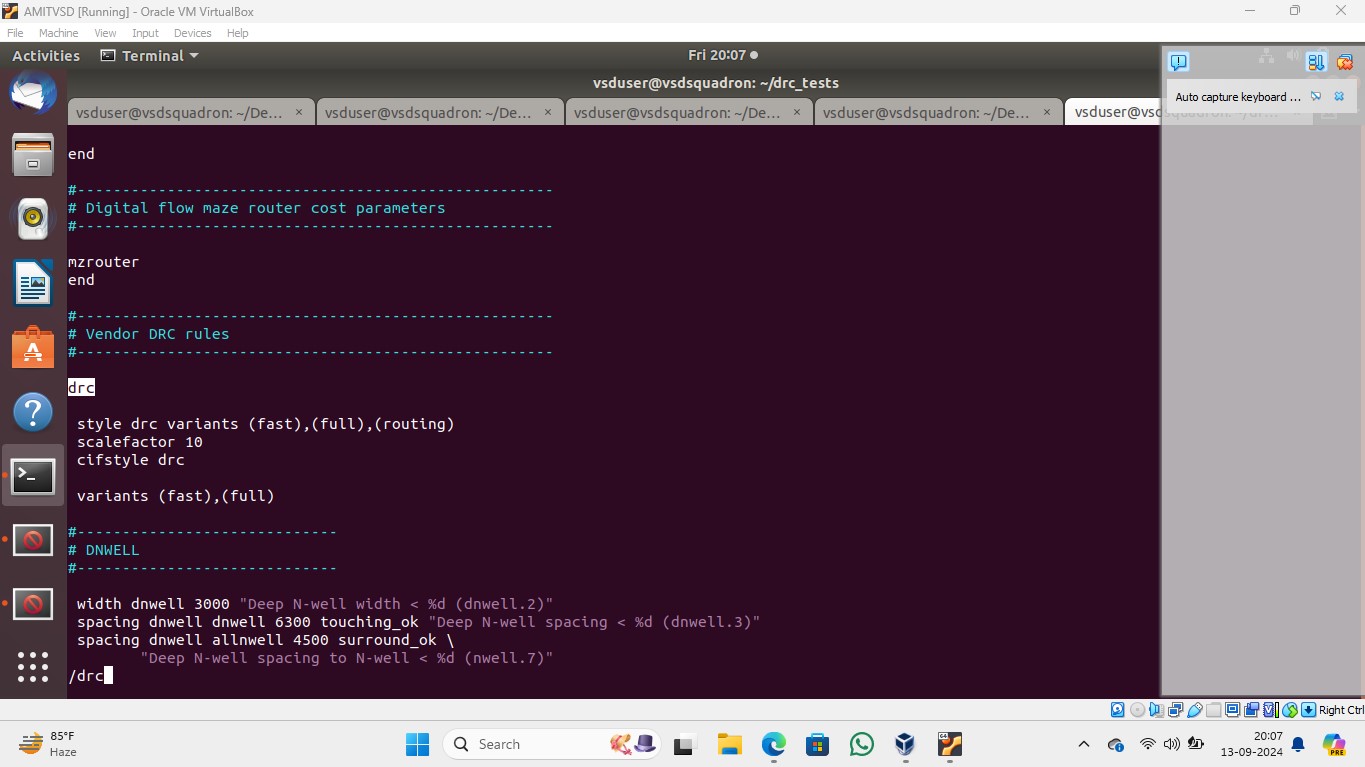 AMITVSD [Running] - Oracle VM VirtualBox
File Machine View Input Devices Help
Activities Terminal Fri 20:07
vsduser@vsdsquadron: ~/drc_tests
vsduser@vsdsquadron: ~/De... × vsduser@vsdsquadron: ~/De... × vsduser@vsdsquadron: ~/De... × vsduser@vsdsquadron: ~/De... × vsduser@vsdsquadron: ~/dr...
Auto capture keyboard ...
end
#-----------------------------------------------------
# Digital flow maze router cost parameters
#-----------------------------------------------------
mzrouter
end
#-----------------------------------------------------
# Vendor DRC rules
#-----------------------------------------------------
drc
style drc variants (fast),(full),(routing)
scalefactor 10
cifstyle drc
variants (fast),(full)
#-----------------------------
# DNWELL
#-----------------------------
width dnwell 3000 "Deep N-well width < %d (dnwell.2)"
spacing dnwell dnwell 6300 touching_ok "Deep N-well spacing < %d (dnwell.3)"
spacing dnwell allnwell 4500 surround_ok \
"Deep N-well spacing to N-well < %d (nwell.7)"
/drc
Right Ctrl
85°F
Haze
Search
20:07
13-09-2024
PRE